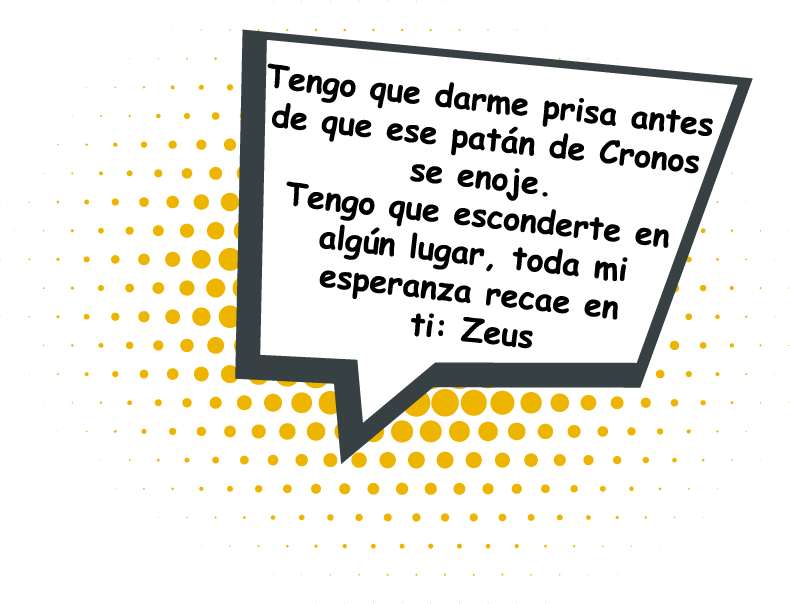 Tengo que darme prisa antes
de que ese patán de Cronos
se enoje.
Tengo que esconderte en
algún lugar, toda mi
esperanza recae en
ti: Zeus